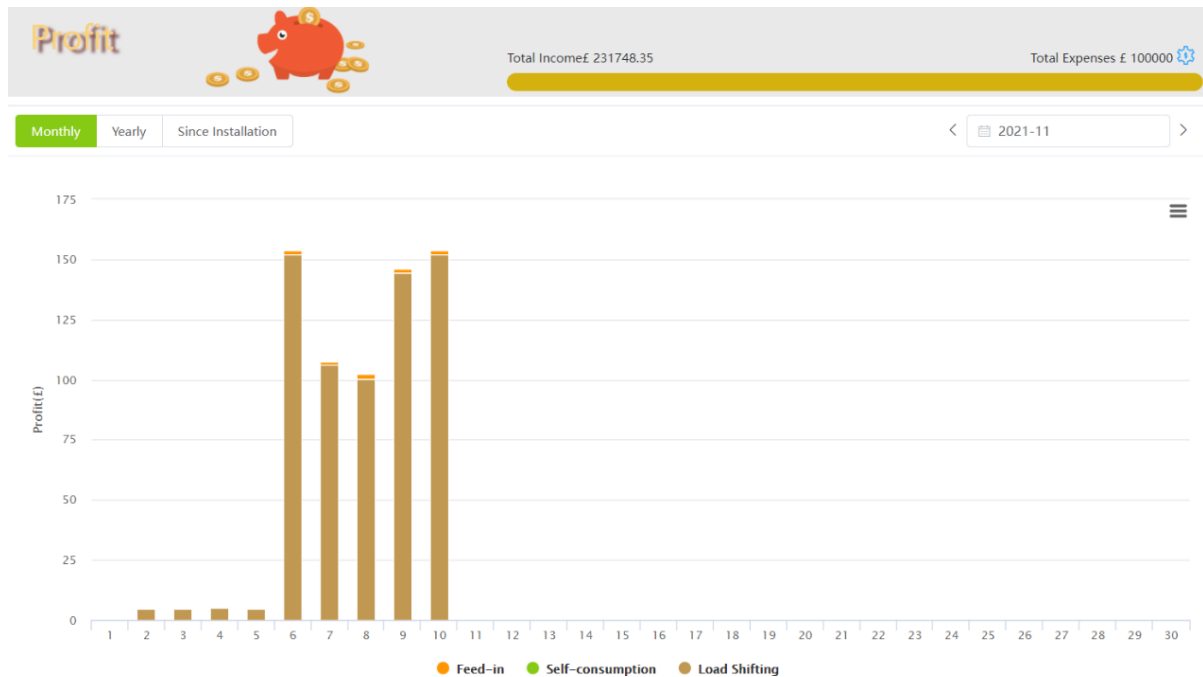 Profit
Total Income£ 231748.35
Total Expenses £ 100000
Monthly Yearly Since Installation
2021-11
175
150
125
100
75
50
25
0
Profit(£)
1 2 3 4 5 6 7 8 9 10 11 12 13 14 15 16 17 18 19 20 21 22 23 24 25 26 27 28 29 30
Feed-in Self-consumption Load Shifting